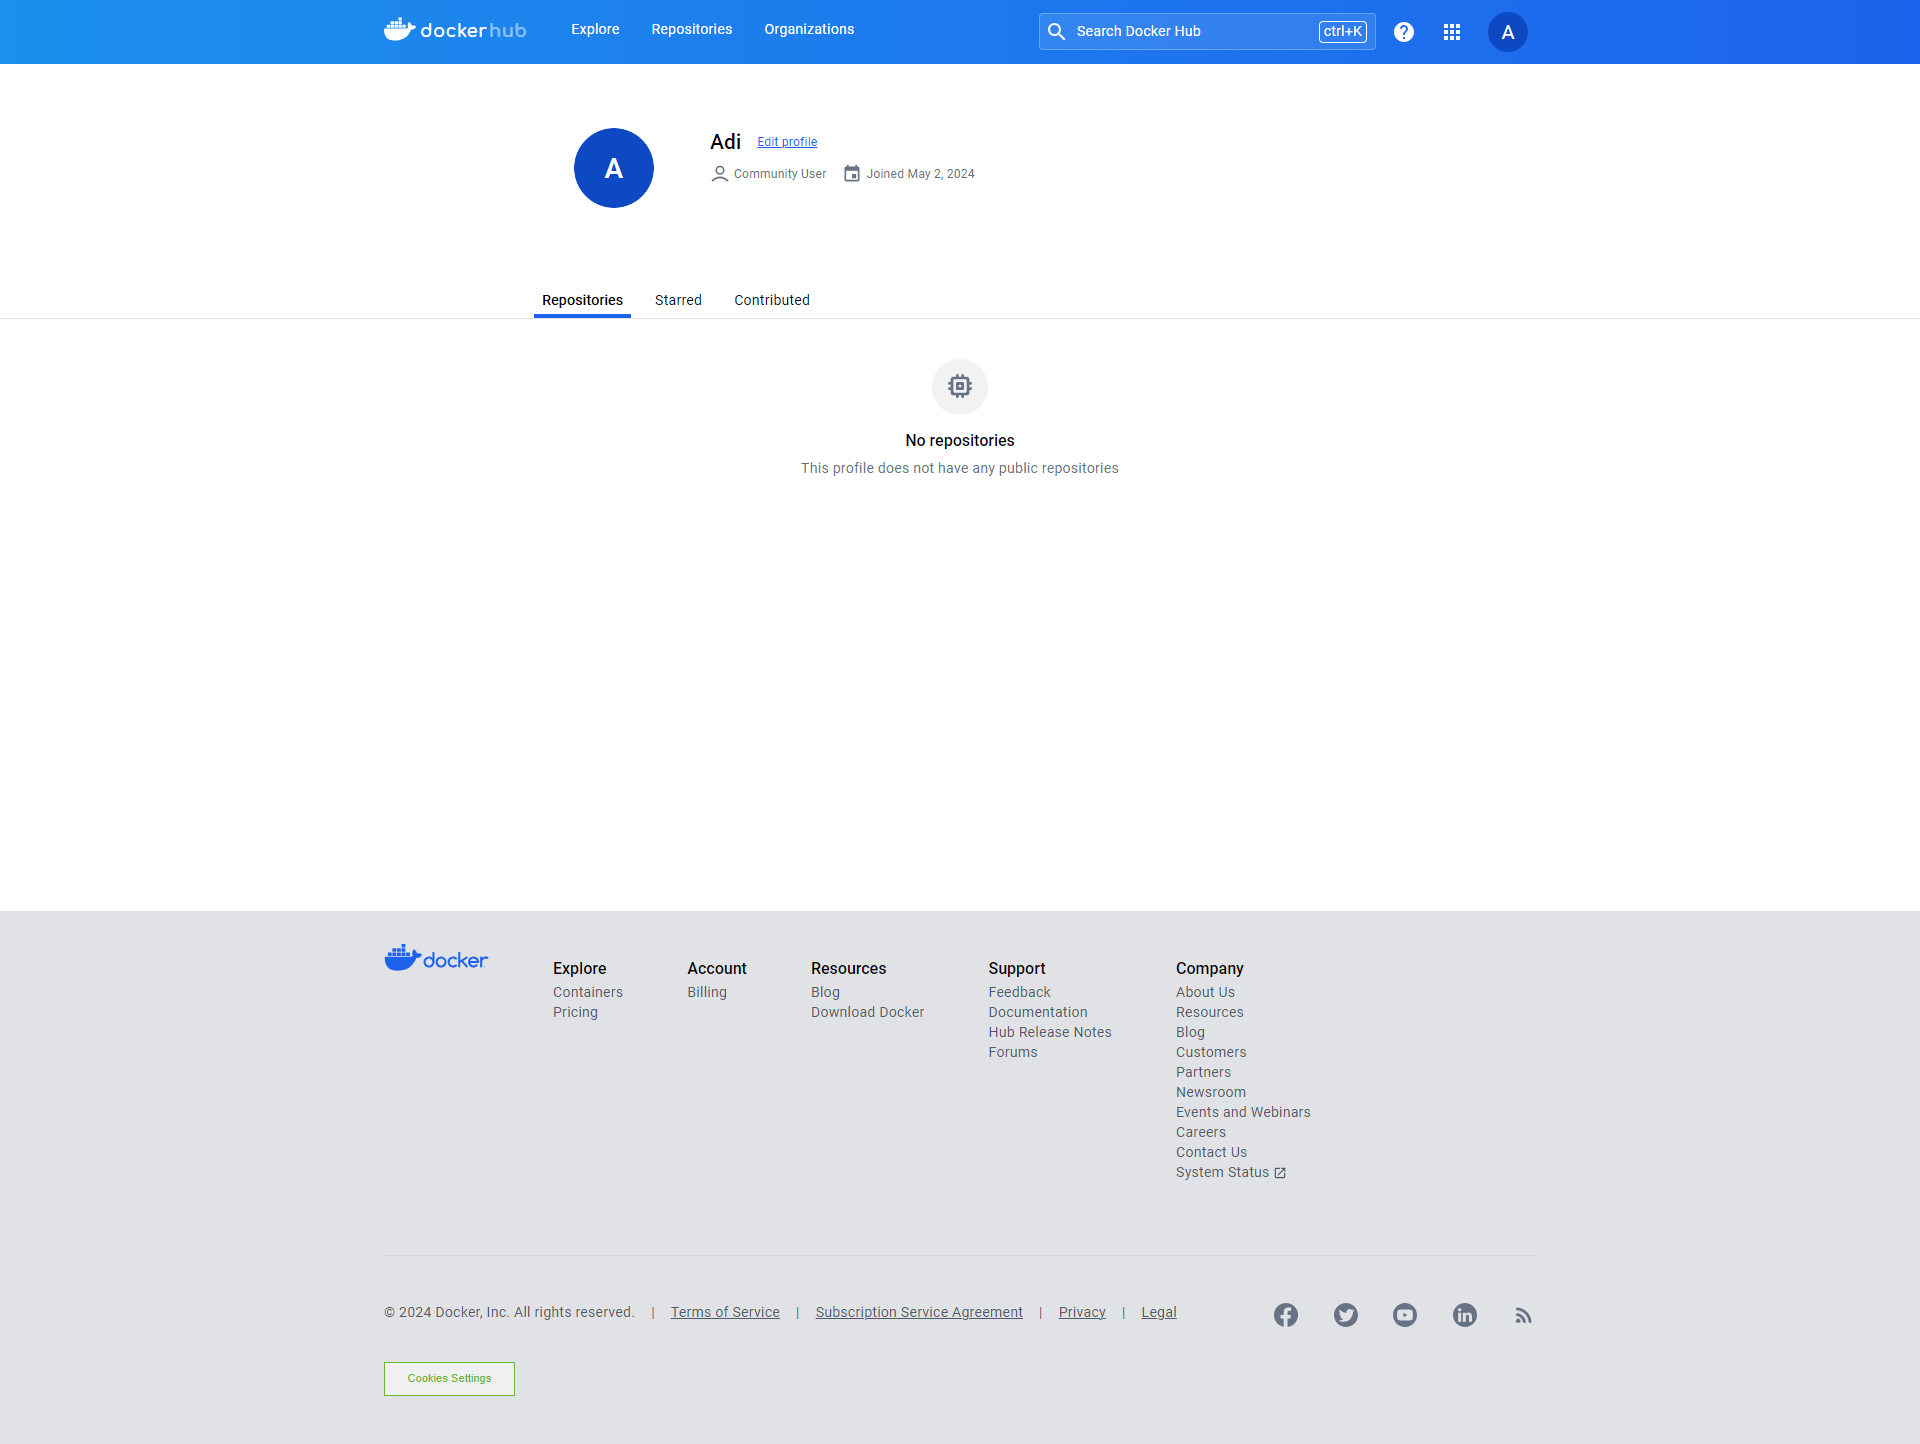 dockerhub
Explore
Repositories
Organizations
Search Docker Hub
ctrl+K
A
A
Adi
Edit profile
Community User
Joined May 2, 2024
Repositories
Starred
Contributed
No repositories
This profile does not have any public repositories
docker
Explore
Containers
Pricing
Account
Billing
Resources
Blog
Download Docker
Support
Feedback
Documentation
Hub Release Notes
Forums
Company
About Us
Resources
Blog
Customers
Partners
Newsroom
Events and Webinars
Careers
Contact Us
System Status
© 2024 Docker, Inc. All rights reserved. | Terms of Service | Subscription Service Agreement | Privacy | Legal
Cookies Settings